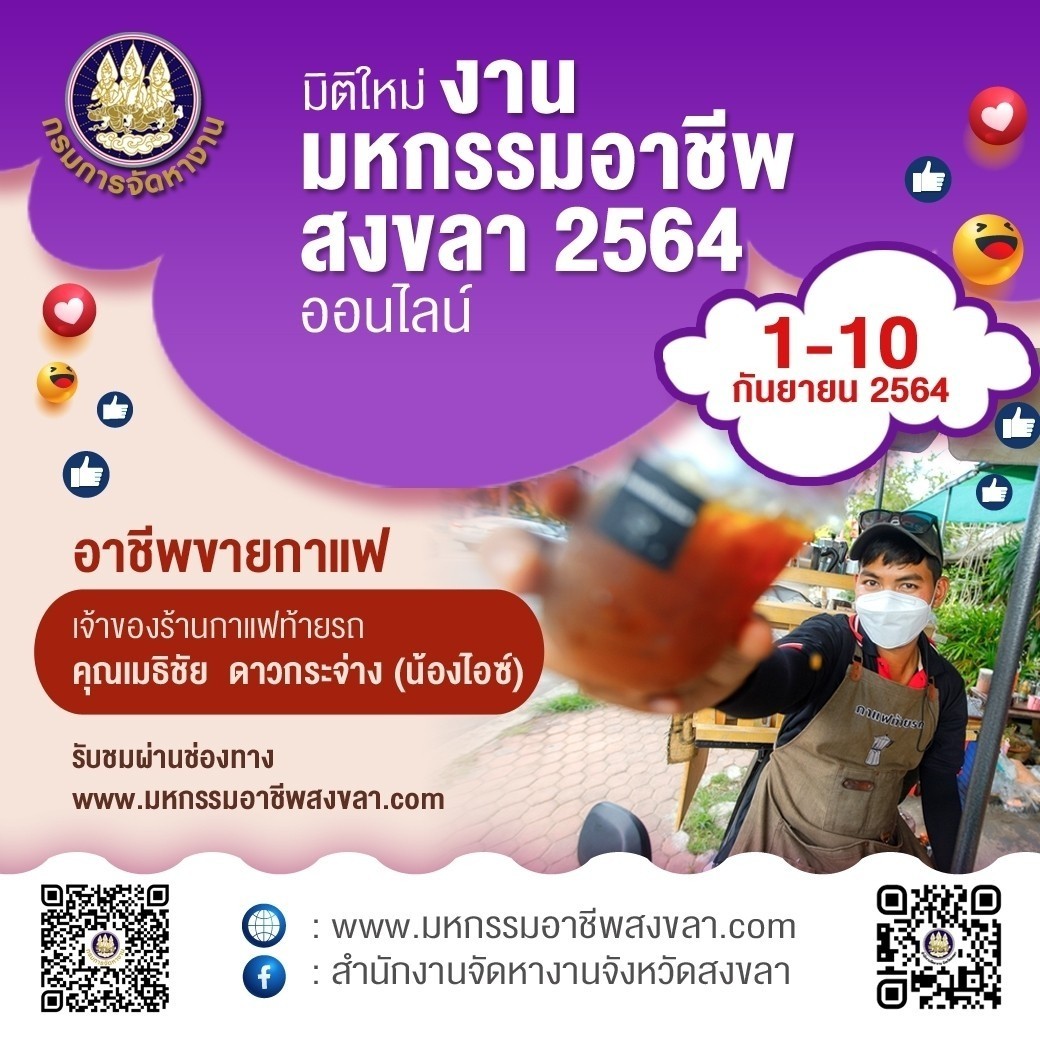 กรมการจัดหางาน
มิติใหม่ งาน
มหกรรมอาชีพ
สงขลา 2564
ออนไลน์
1-10
กันยายน 2564
อาชีพขายกาแฟ
เจ้าของร้านกาแฟท้ายรถ
คุณเมธิชัย ดาวกระจ่าง (น้องไอซ์)
กาแฟท้ายรถ
รับชมผ่านช่องทาง
www.มหกรรมอาชีพสงขลา.com
: www.มหกรรมอาชีพสงขลา.com
: สำนักงานจัดหางานจังหวัดสงขลา